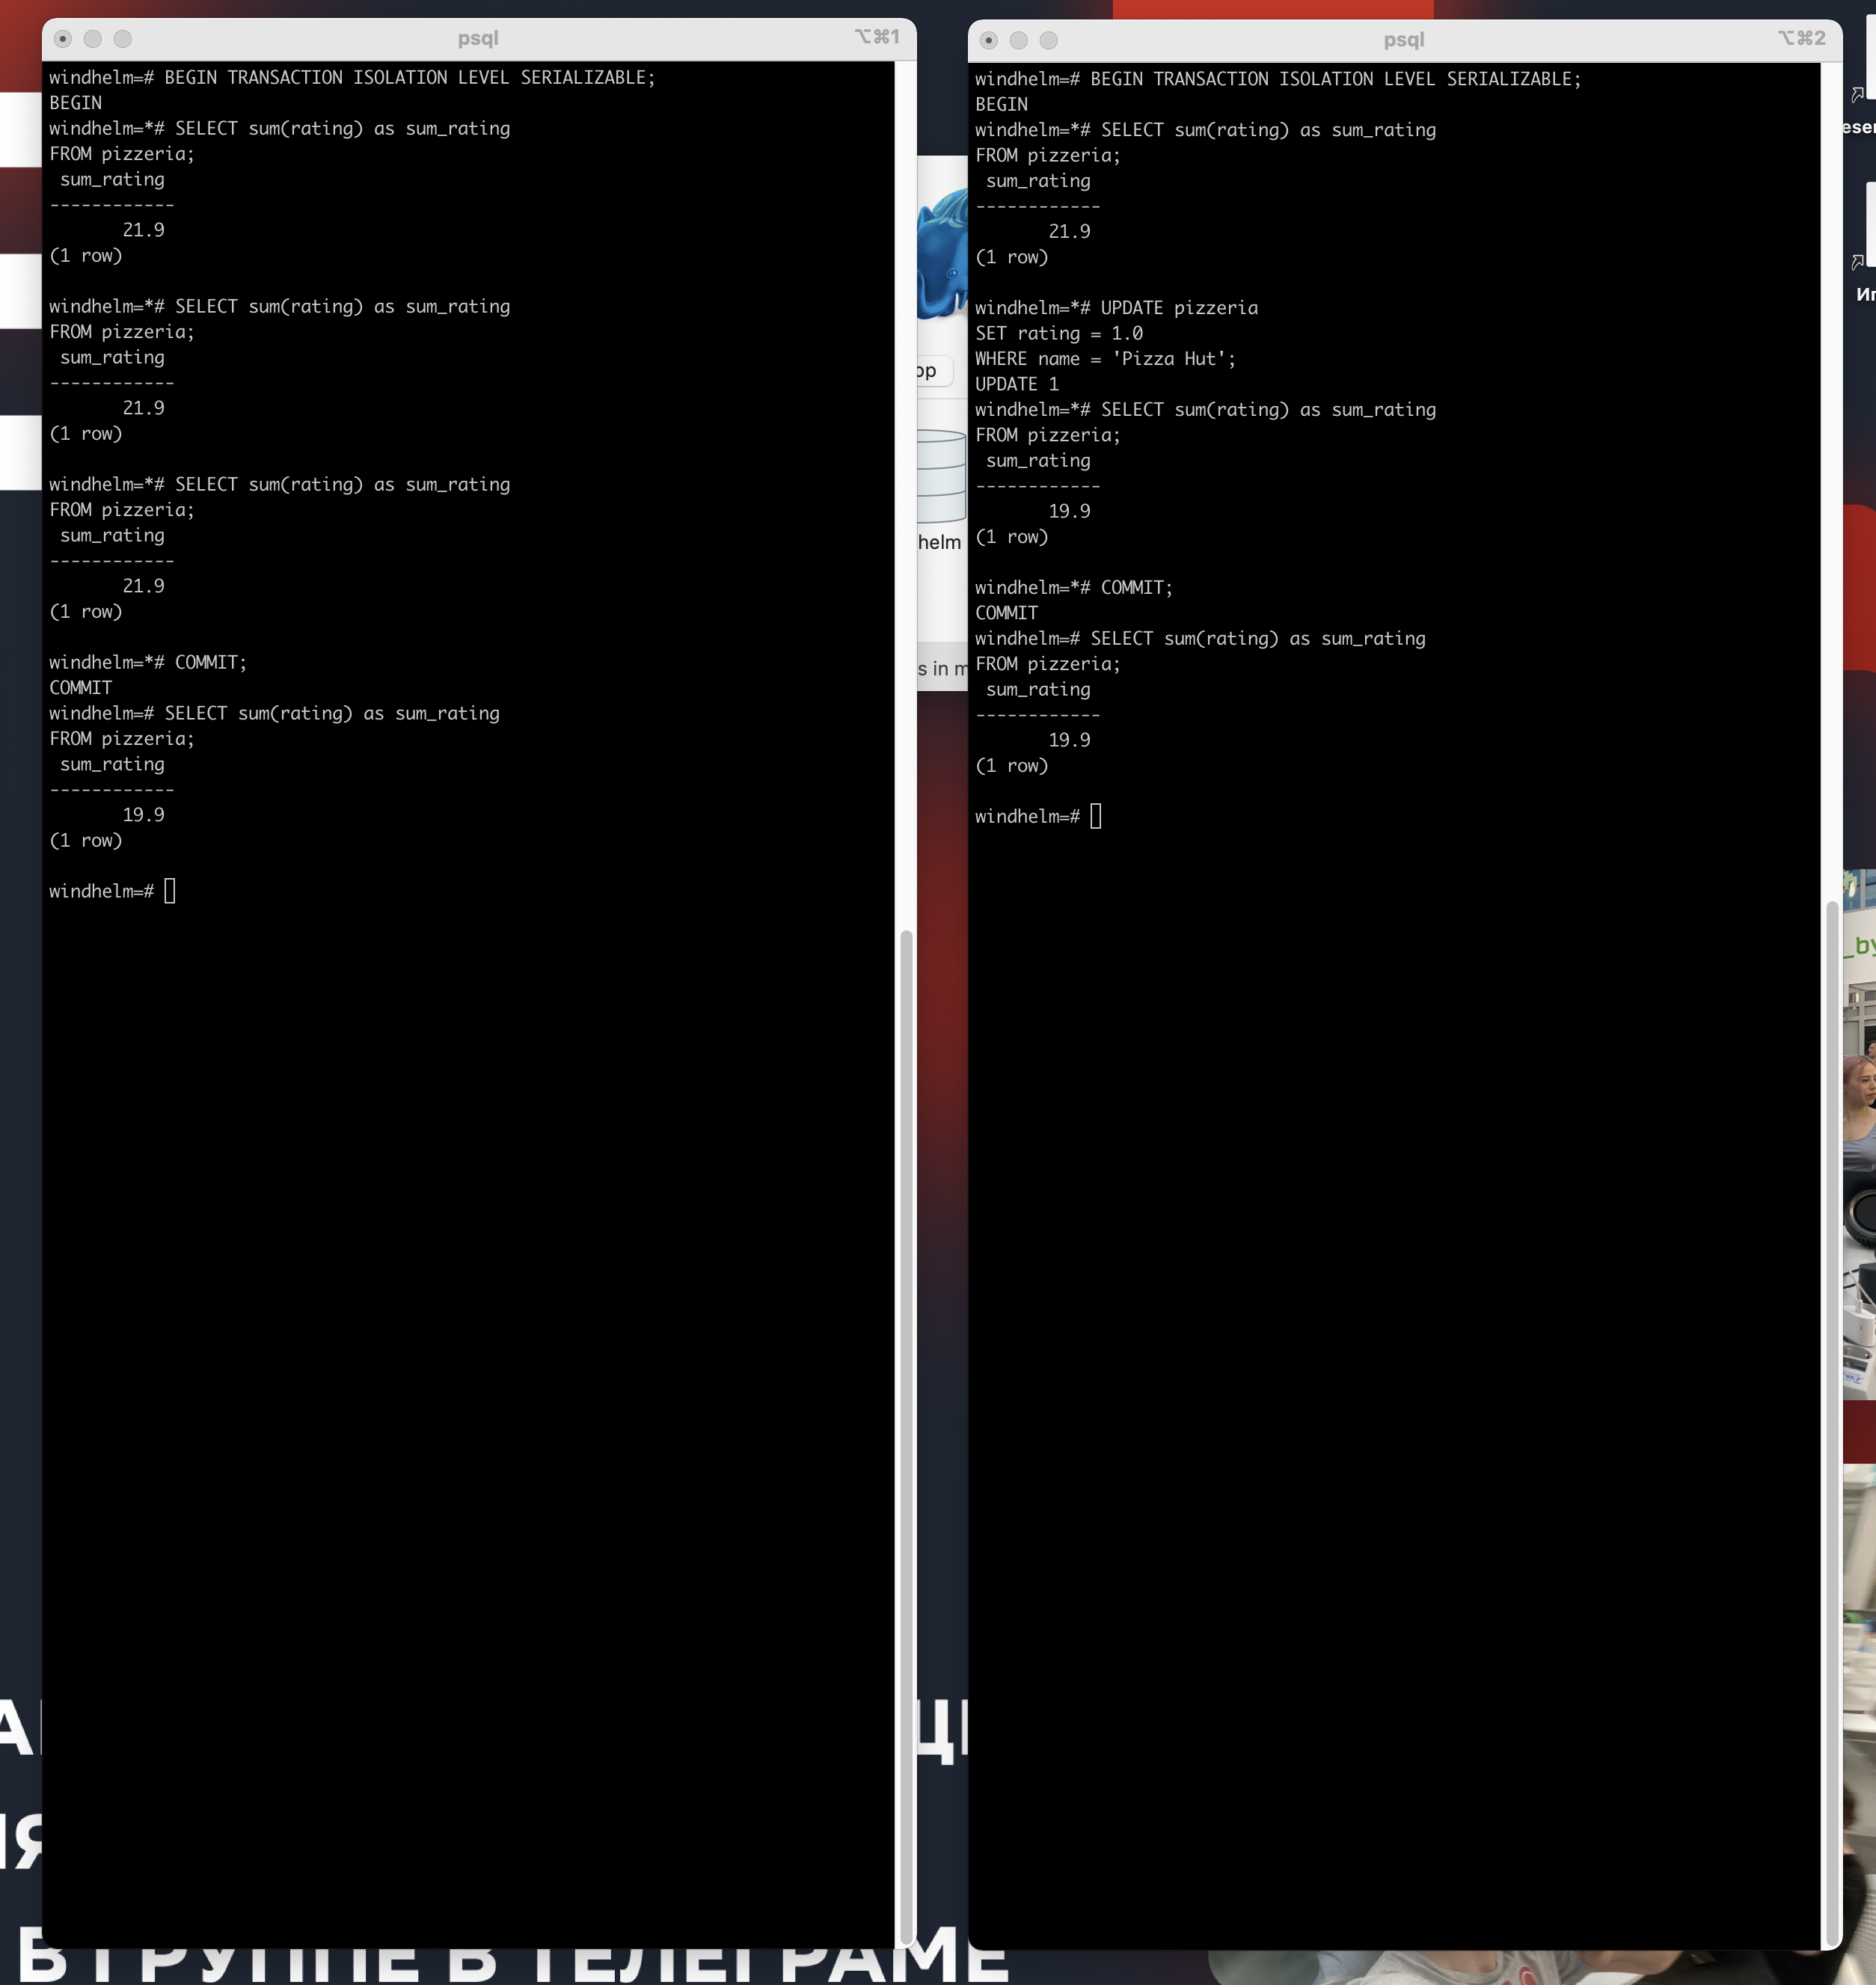 psql
⌥⌘1
windhelm=# BEGIN TRANSACTION ISOLATION LEVEL SERIALIZABLE;
BEGIN
windhelm=*# SELECT sum(rating) as sum_rating
FROM pizzeria;
sum_rating
------------
21.9
(1 row)
windhelm=*# SELECT sum(rating) as sum_rating
FROM pizzeria;
sum_rating
------------
21.9
(1 row)
windhelm=*# SELECT sum(rating) as sum_rating
FROM pizzeria;
sum_rating
------------
21.9
(1 row)
windhelm=*# COMMIT;
COMMIT
windhelm=# SELECT sum(rating) as sum_rating
FROM pizzeria;
sum_rating
------------
19.9
(1 row)
windhelm=#
op
helm
s in m
psql
⌥⌘2
windhelm=# BEGIN TRANSACTION ISOLATION LEVEL SERIALIZABLE;
BEGIN
windhelm=*# SELECT sum(rating) as sum_rating
FROM pizzeria;
sum_rating
------------
21.9
(1 row)
windhelm=*# UPDATE pizzeria
SET rating = 1.0
WHERE name = 'Pizza Hut';
UPDATE 1
windhelm=*# SELECT sum(rating) as sum_rating
FROM pizzeria;
sum_rating
------------
19.9
(1 row)
windhelm=*# COMMIT;
COMMIT
windhelm=# SELECT sum(rating) as sum_rating
FROM pizzeria;
sum_rating
------------
19.9
(1 row)
windhelm=#
_by
В ГРУППЕ В ТЕЛЕГРАМЕ